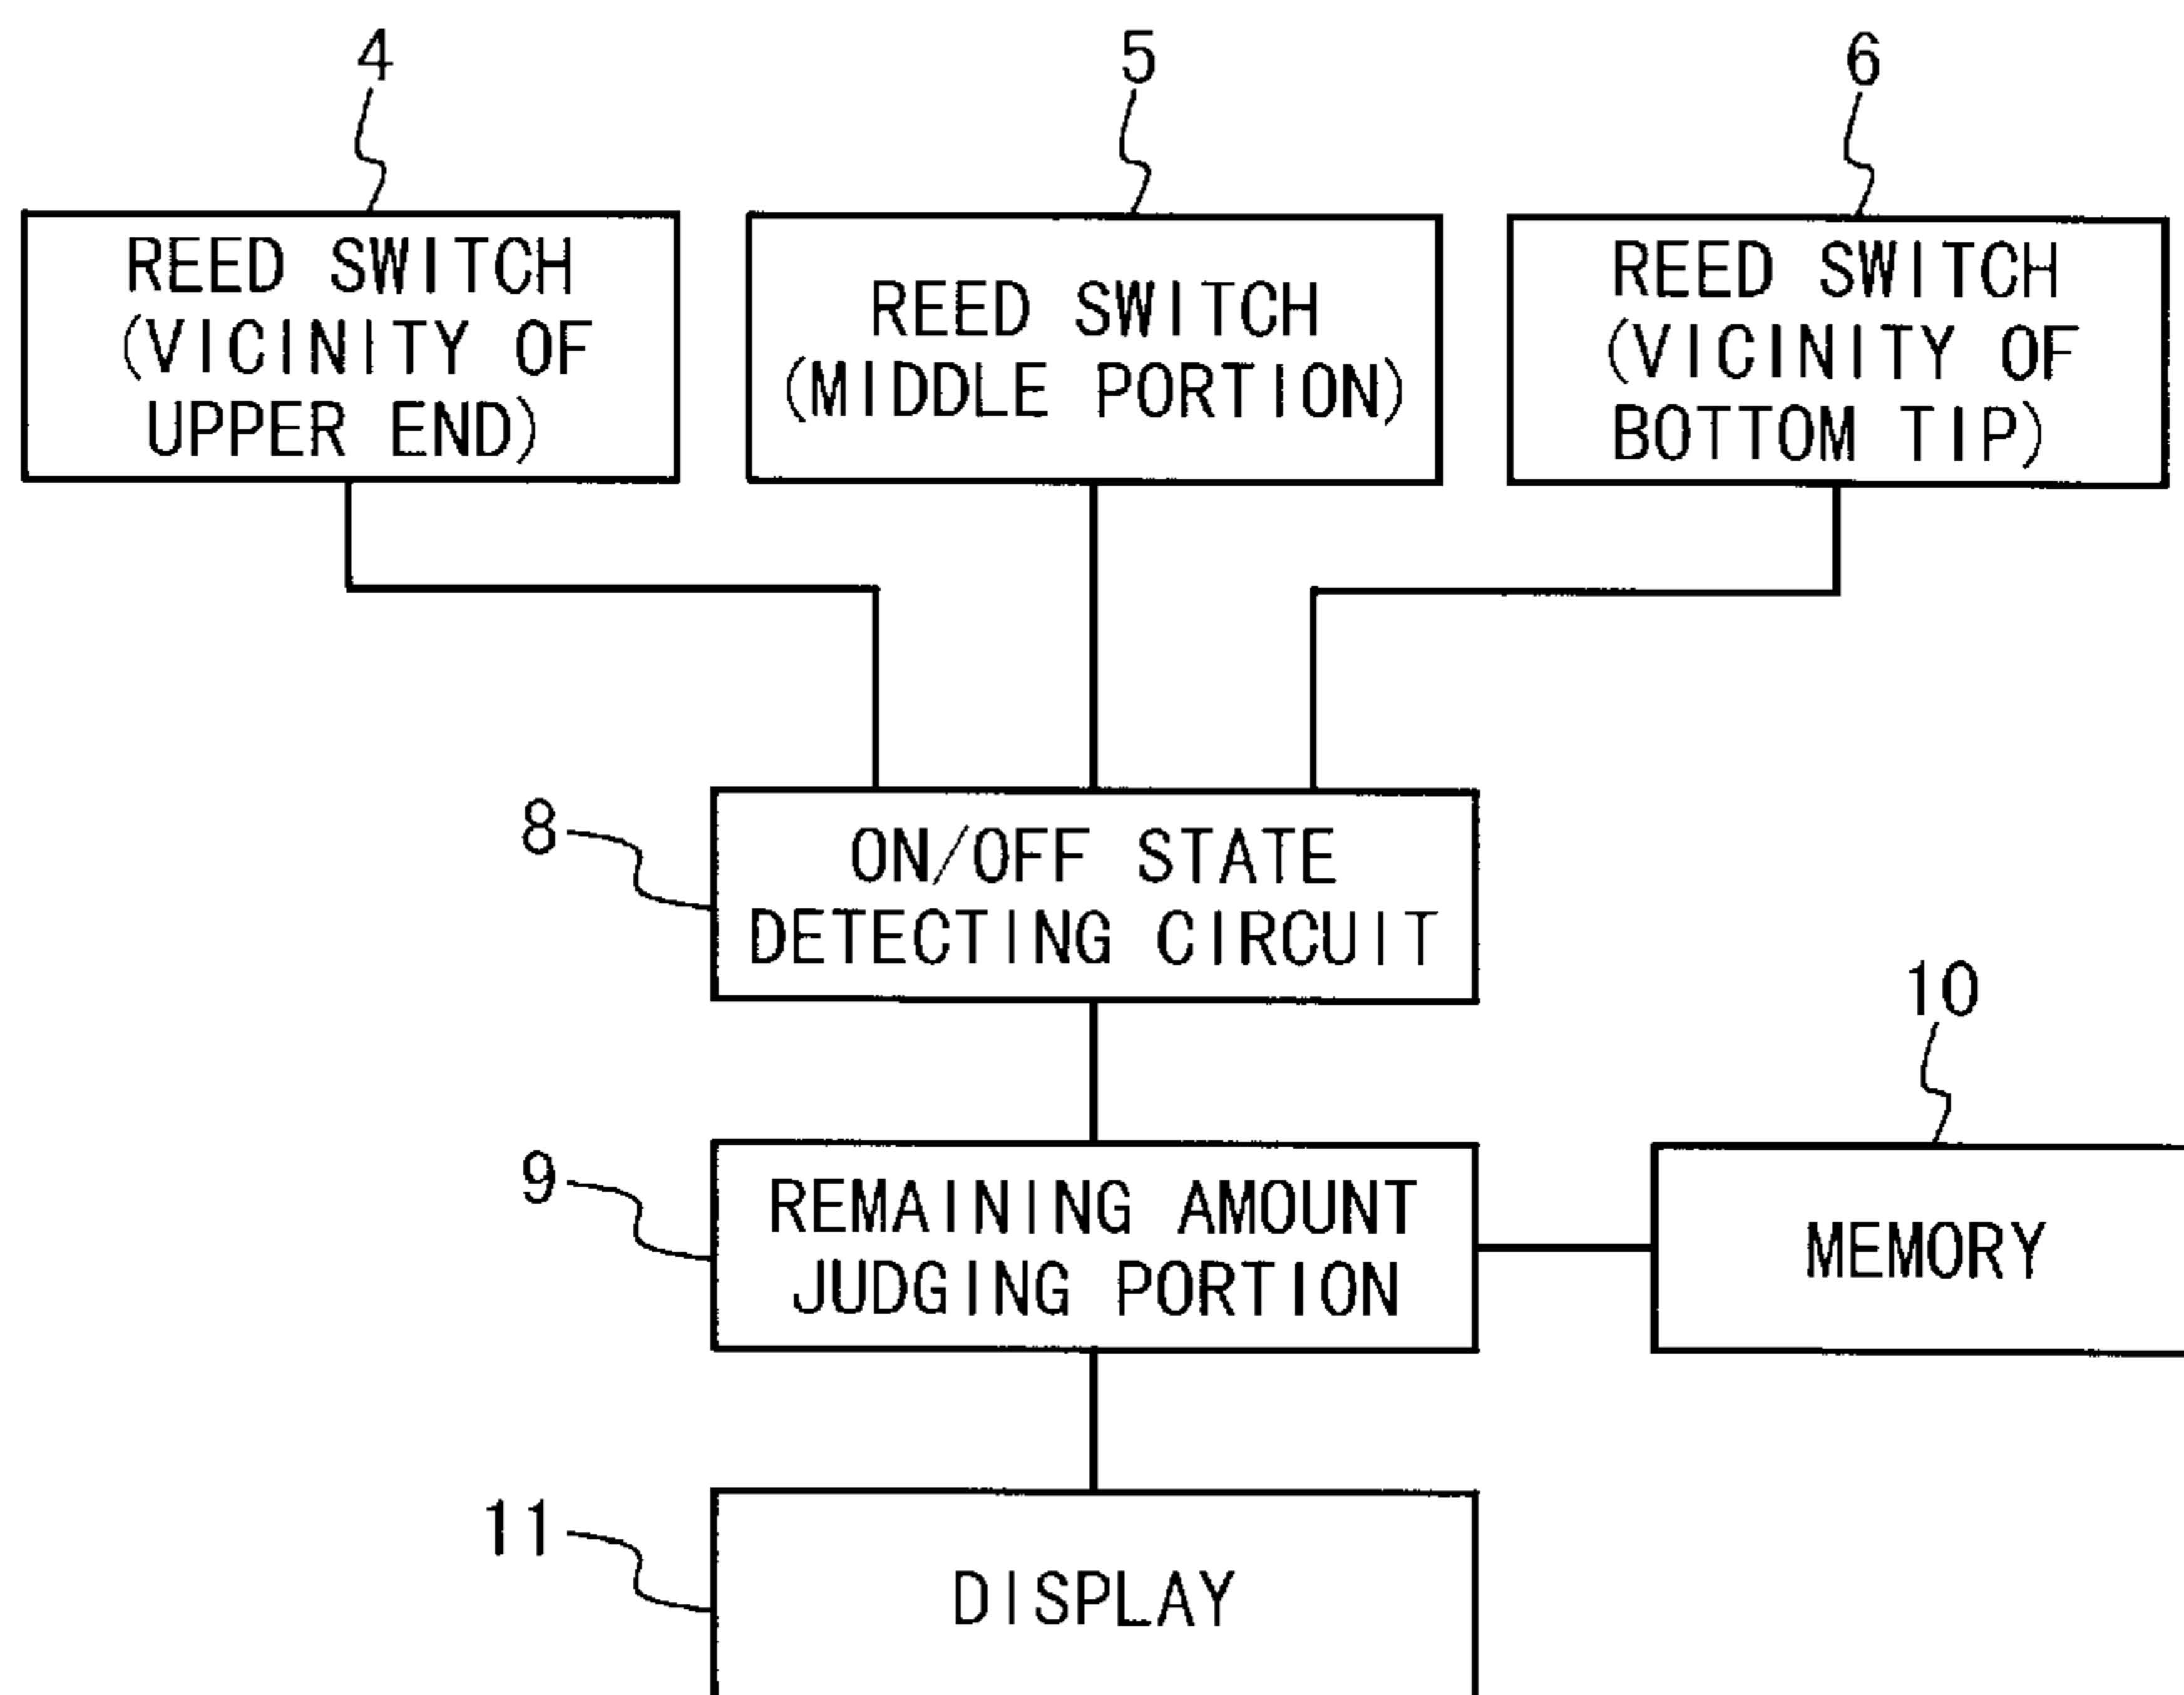 4
5
6
REED SWITCH
(VICINITY OF
UPPER END)
REED SWITCH
(MIDDLE PORTION)
REED SWITCH
(VICINITY OF
BOTTOM TIP)
8
ON/OFF STATE
DETECTING CIRCUIT
10
9
REMAINING AMOUNT
JUDGING PORTION
MEMORY
11
DISPLAY